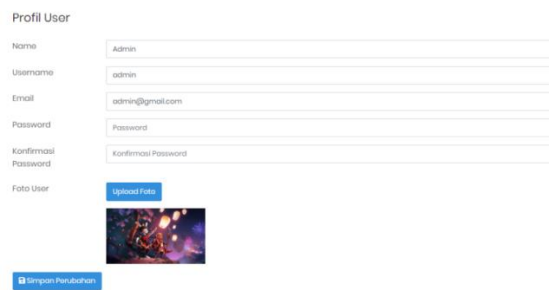 Profil User
Name
Admin
Username
admin
Email
admin@gmail.com
Password
Password
Konfirmasi
Password
Konfirmasi Password
Foto User
Upload Foto
Simpan Perubahan